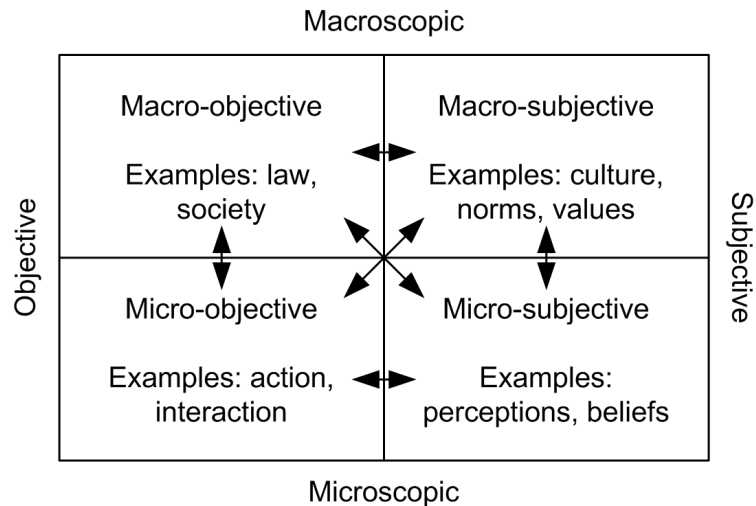 Macroscopic
Objective
Macro-objective
Examples: law,
society
Macro-subjective
Examples: culture,
norms, values
Subjective
Micro-objective
Examples: action,
interaction
Micro-subjective
Examples:
perceptions, beliefs
Microscopic